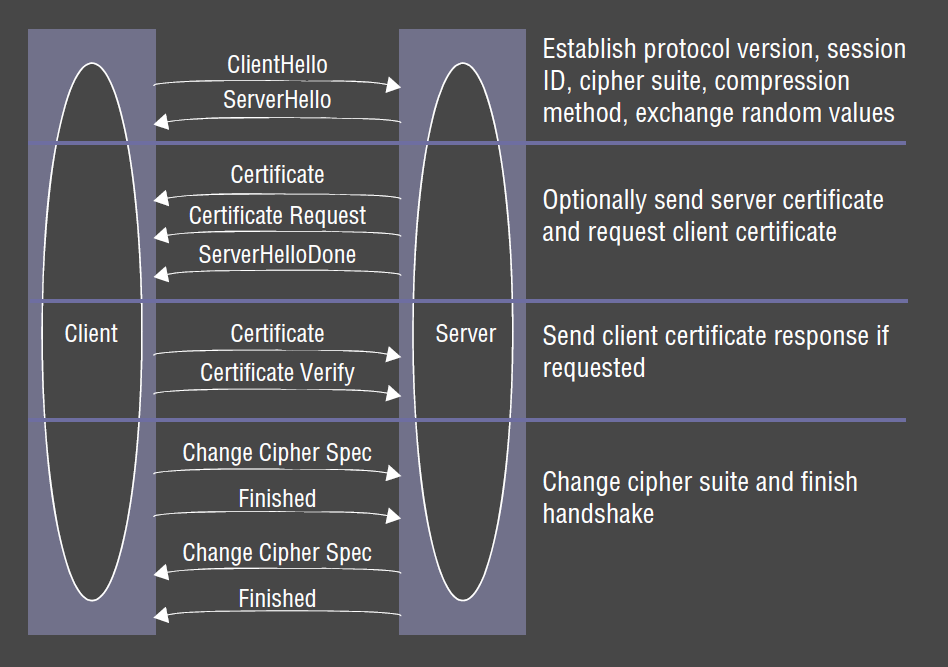 ClientHello
ServerHello
Establish protocol version, session
ID, cipher suite, compression
method, exchange random values
Certificate
Certificate Request
ServerHelloDone
Optionally send server certificate
and request client certificate
Client
Server
Certificate
Certificate Verify
Send client certificate response if
requested
Change Cipher Spec
Finished
Change Cipher Spec
Finished
Change cipher suite and finish
handshake